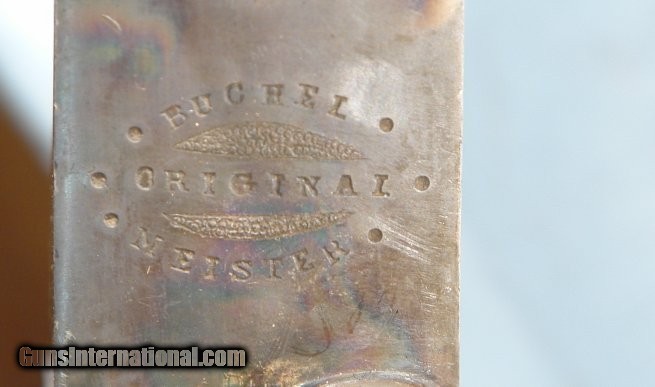 BUCHEL
ORIGINAL
MEISTER
GunsInternational.com